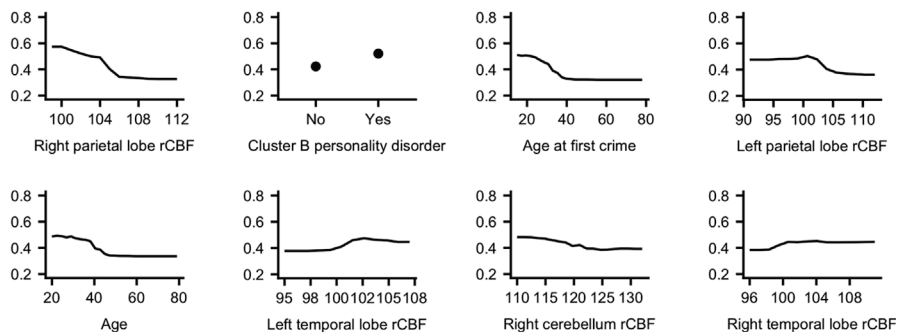 0.8 0.8 0.8 0.8
0.6 0.6 0.6 0.6
0.4 0.4 0.4 0.4
0.2 0.2 0.2 0.2
100 104 108 112 No Yes 20 40 60 80 90 95 100 105 110
Right parietal lobe rCBF Cluster B personality disorder Age at first crime Left parietal lobe rCBF
0.8 0.8 0.8 0.8
0.6 0.6 0.6 0.6
0.4 0.4 0.4 0.4
0.2 0.2 0.2 0.2
20 40 60 80 95 98 100 102 105 108 110 115 120 125 130 96 100 104 108
Age Left temporal lobe rCBF Right cerebellum rCBF Right temporal lobe rCBF